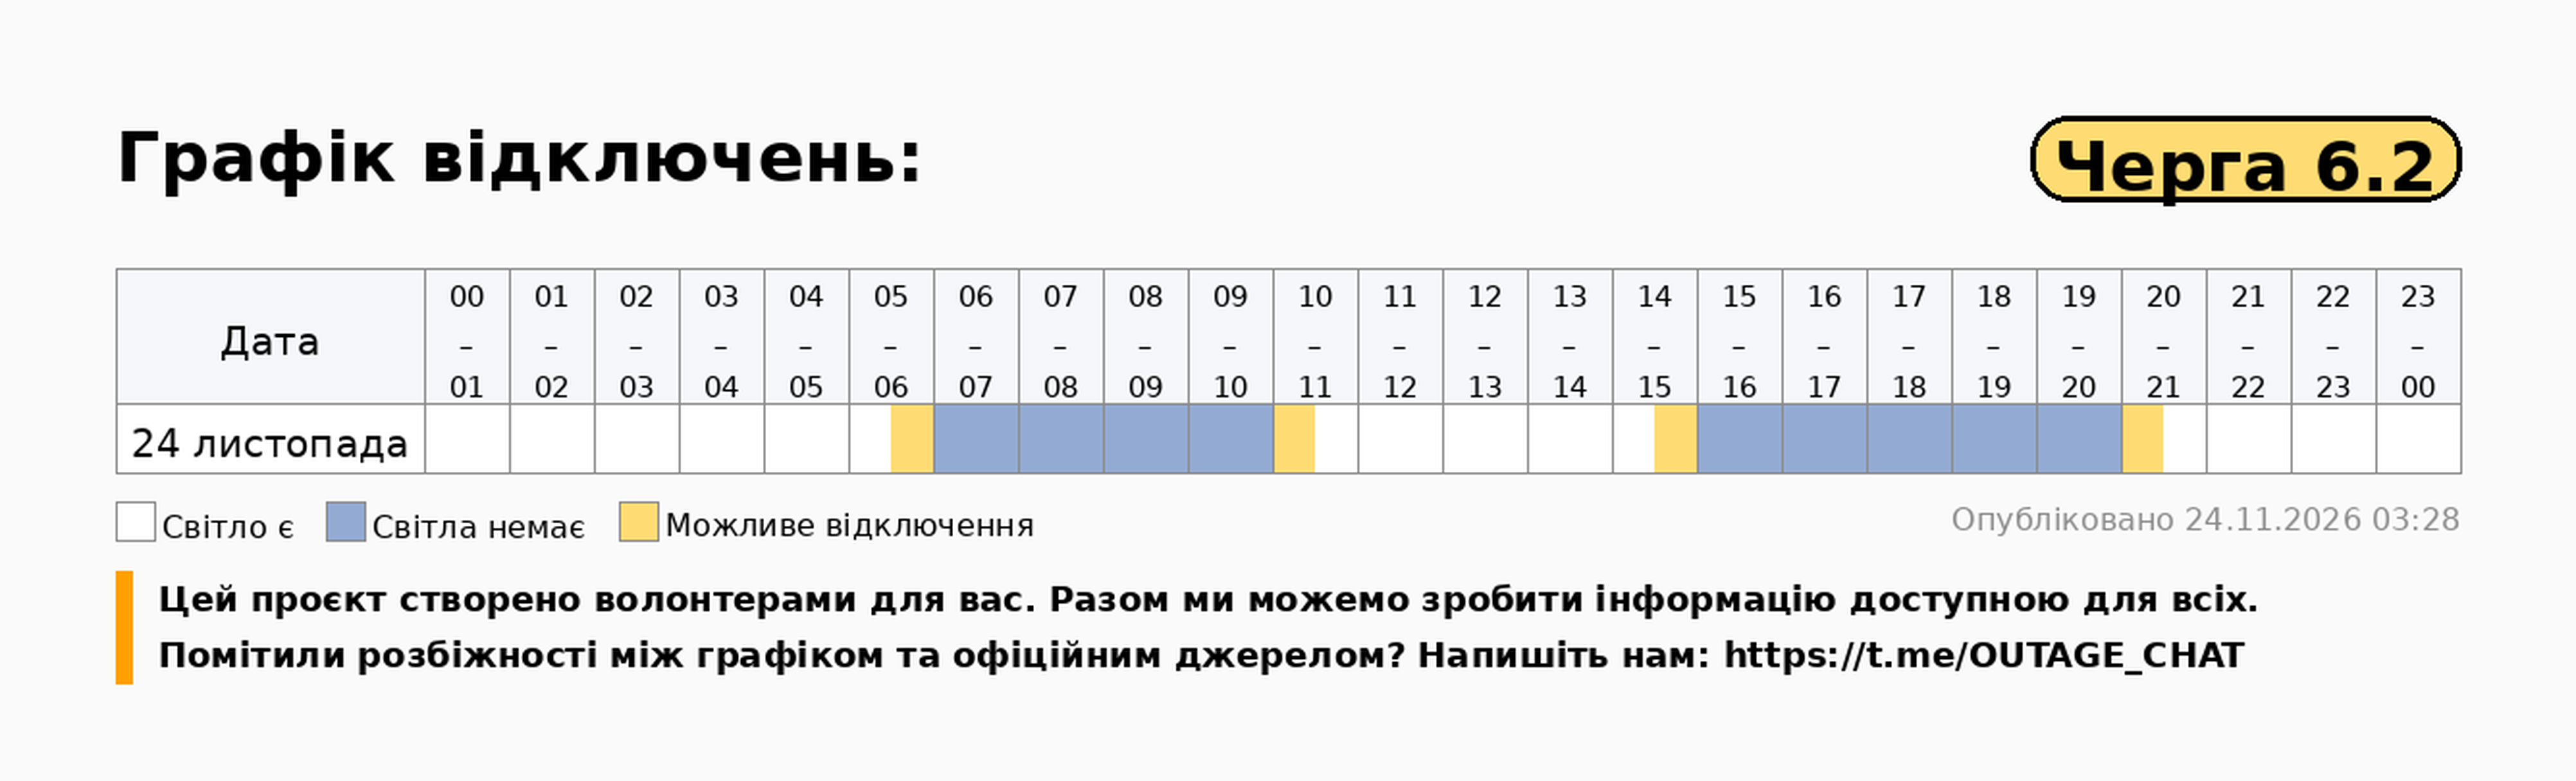 Графік відключень:
Черга 6.2
Дата
00 – 01
01 – 02
02 – 03
03 – 04
04 – 05
05 – 06
06 – 07
07 – 08
08 – 09
09 – 10
10 – 11
11 – 12
12 – 13
13 – 14
14 – 15
15 – 16
16 – 17
17 – 18
18 – 19
19 – 20
20 – 21
21 – 22
22 – 23
23 – 00
24 листопада
Світло є
Світла немає
Можливе відключення
Опубліковано 24.11.2026 03:28
Цей проєкт створено волонтерами для вас. Разом ми можемо зробити інформацію доступною для всіх.
Помітили розбіжності між графіком та офіційним джерелом? Напишіть нам: https://t.me/OUTAGE_CHAT